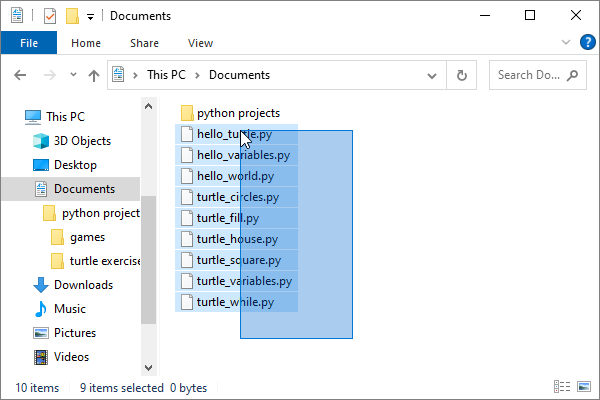 Documents
File Home Share View
This PC Documents
Search Do...
This PC
3D Objects
Desktop
Documents
python project
games
turtle exercise
Downloads
Music
Pictures
Videos
python projects
hello_turtle.py
hello_variables.py
hello_world.py
turtle_circles.py
turtle_fill.py
turtle_house.py
turtle_square.py
turtle_variables.py
turtle_while.py
10 items 9 items selected 0 bytes